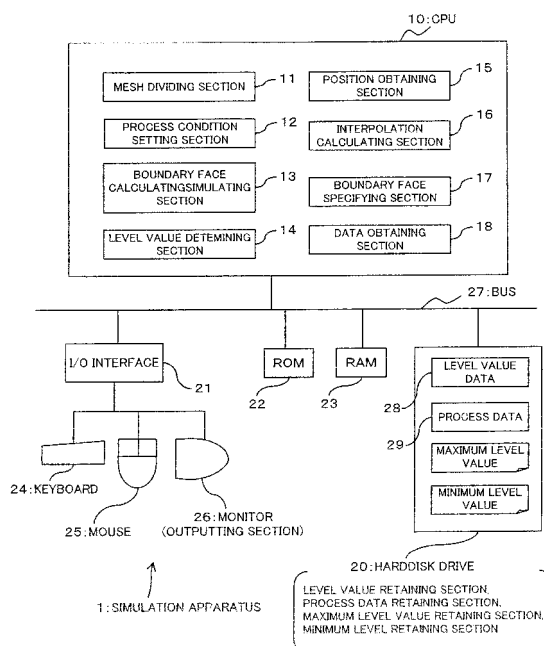 10:CPU
MESH DIVIDING SECTION
11
POSITION OBTAINING
SECTION
15
PROCESS CONDITION
SETTING SECTION
12
INTERPOLATION
CALCULATING SECTION
16
BOUNDARY FACE
CALCULATINGSIMULATING
SECTION
13
BOUNDARY FACE
SPECIFYING SECTION
17
LEVEL VALUE DETEMINING
SECTION
14
DATA OBTAINING
SECTION
18
27:BUS
I/O INTERFACE
21
ROM
22
RAM
23
LEVEL VALUE
DATA
28
PROCESS DATA
29
MAXIMUM LEVEL
VALUE
MINIMUM LEVEL
VALUE
24:KEYBOARD
25:MOUSE
26:MONITOR
(OUTPUTTING SECTION)
20:HARDDISK DRIVE
LEVEL VALUE RETAINING SECTION,
PROCESS DATA RETAINING SECTION,
MAXIMUM LEVEL VALUE RETAINING SECTION,
MINIMUM LEVEL RETAINING SECTION
1:SIMULATION APPARATUS